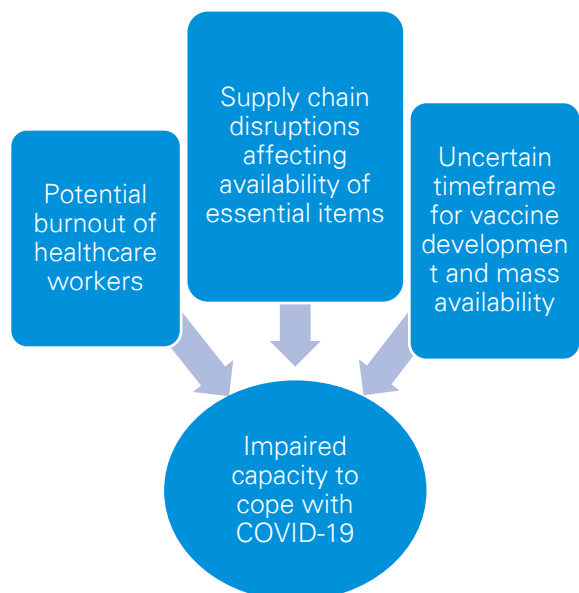 Potential
burnout of
healthcare
workers
Supply chain
disruptions
affecting
availability of
essential items
Uncertain
timeframe
for vaccine
developmen
t and mass
availability
Impaired
capacity to
cope with
COVID-19